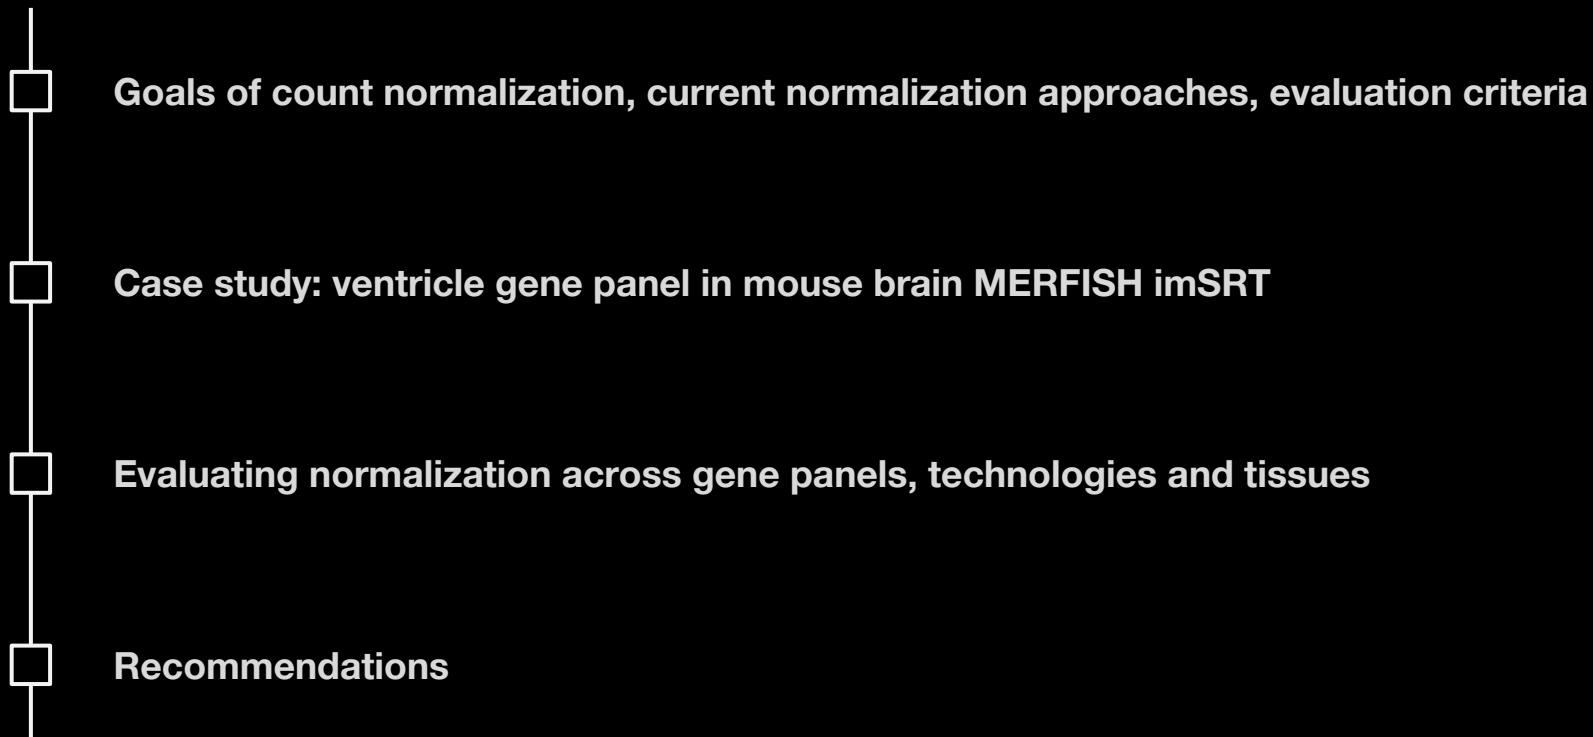 Goals of count normalization, current normalization approaches, evaluation criteria
Case study: ventricle gene panel in mouse brain MERFISH imSRT
Evaluating normalization across gene panels, technologies and tissues
Recommendations